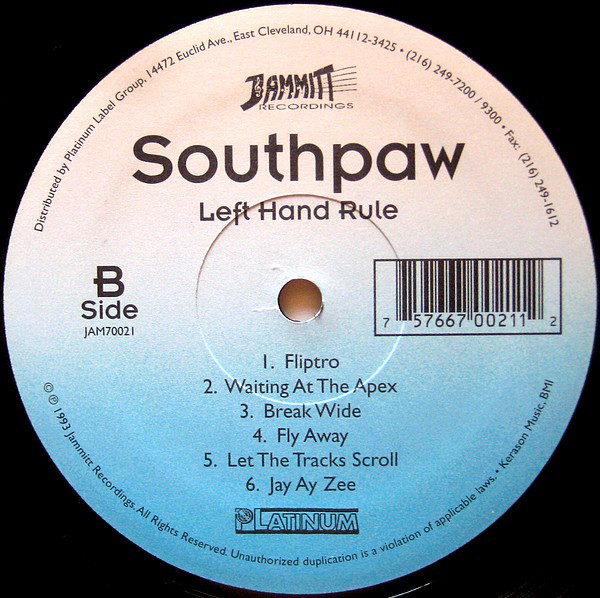 Distributed by Platinum Label Group, 14472 Euclid Ave., East Cleveland, OH 44112-3425 • (216) 249-7200 / 9300 • Fax: (216) 249-1612
JAMMITT
RECORDINGS
Southpaw
Left Hand Rule
B
Side
JAM70021
7 57667 00211 2
1. Fliptro
2. Waiting At The Apex
3. Break Wide
4. Fly Away
5. Let The Tracks Scroll
6. Jay Ay Zee
PLATINUM
© ℗ 1993 Jammitt Recordings. All Rights Reserved. Unauthorized duplication is a violation of applicable laws. • Kerason Music, BMI